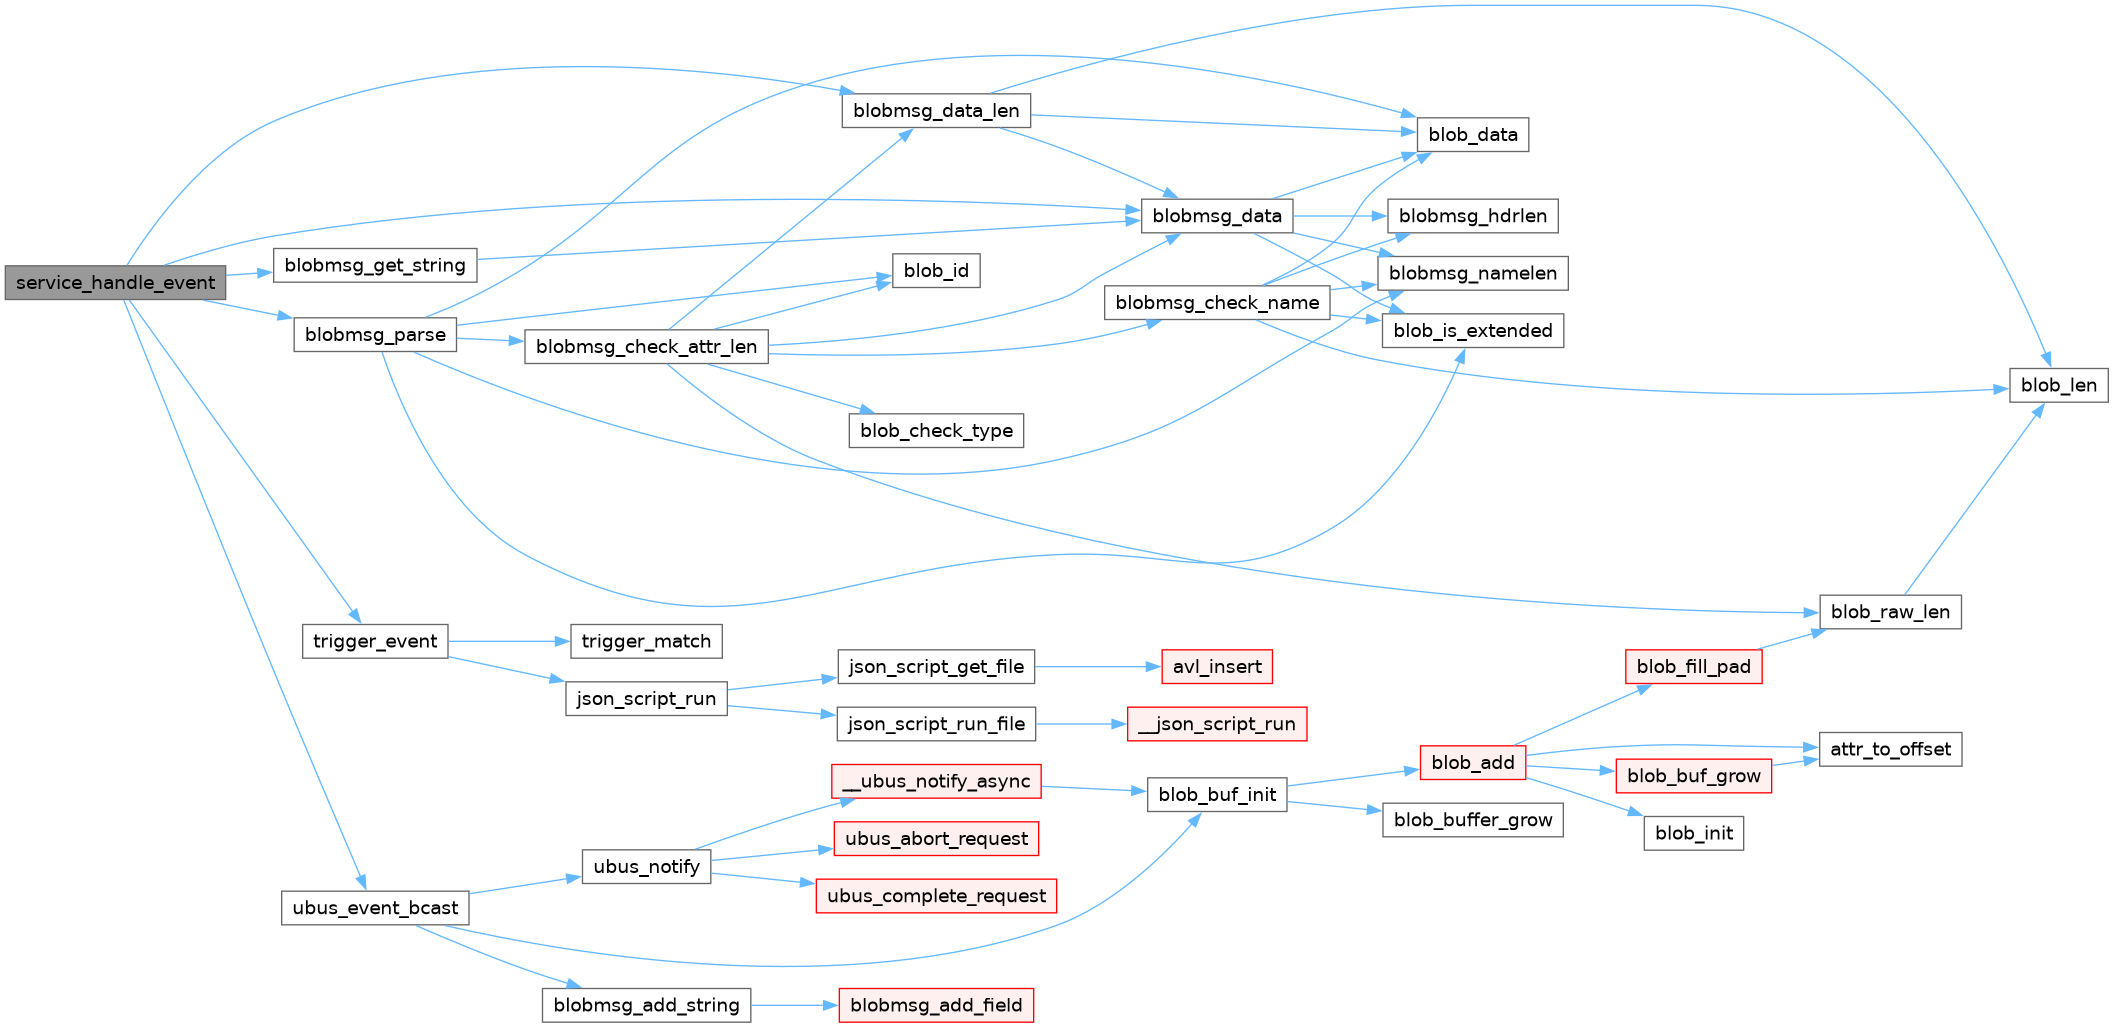 service_handle_event
blobmsg_data_len
blob_data
blobmsg_data
blobmsg_hdrlen
blobmsg_get_string
blob_id
blobmsg_namelen
blobmsg_check_name
blob_is_extended
blobmsg_parse
blobmsg_check_attr_len
blob_len
blob_check_type
blob_raw_len
trigger_event
trigger_match
json_script_get_file
avl_insert
blob_fill_pad
json_script_run
json_script_run_file
__json_script_run
attr_to_offset
blob_add
blob_buf_grow
__ubus_notify_async
blob_buf_init
blob_buffer_grow
blob_init
ubus_abort_request
ubus_notify
ubus_complete_request
ubus_event_bcast
blobmsg_add_string
blobmsg_add_field